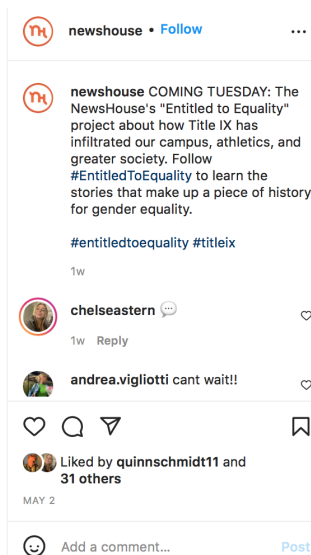 newshouse • Follow
newshouse COMING TUESDAY: The
NewsHouse's "Entitled to Equality"
project about how Title IX has
infiltrated our campus, athletics, and
greater society. Follow
#EntitledToEquality to learn the
stories that make up a piece of history
for gender equality.
#entitledtoequality #titleix
1w
chelseastern 💬
1w Reply
andrea.vigliotti cant wait!!
Liked by quinnschmidt11 and
31 others
MAY 2
Add a comment...
Post